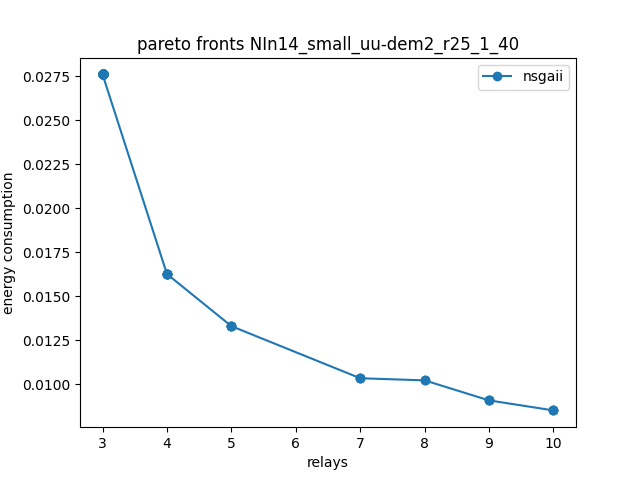 pareto fronts NIn14_small_uu-dem2_r25_1_40
nsgaii
energy consumption
0.0275
0.0250
0.0225
0.0200
0.0175
0.0150
0.0125
0.0100
3 4 5 6 7 8 9 10
relays